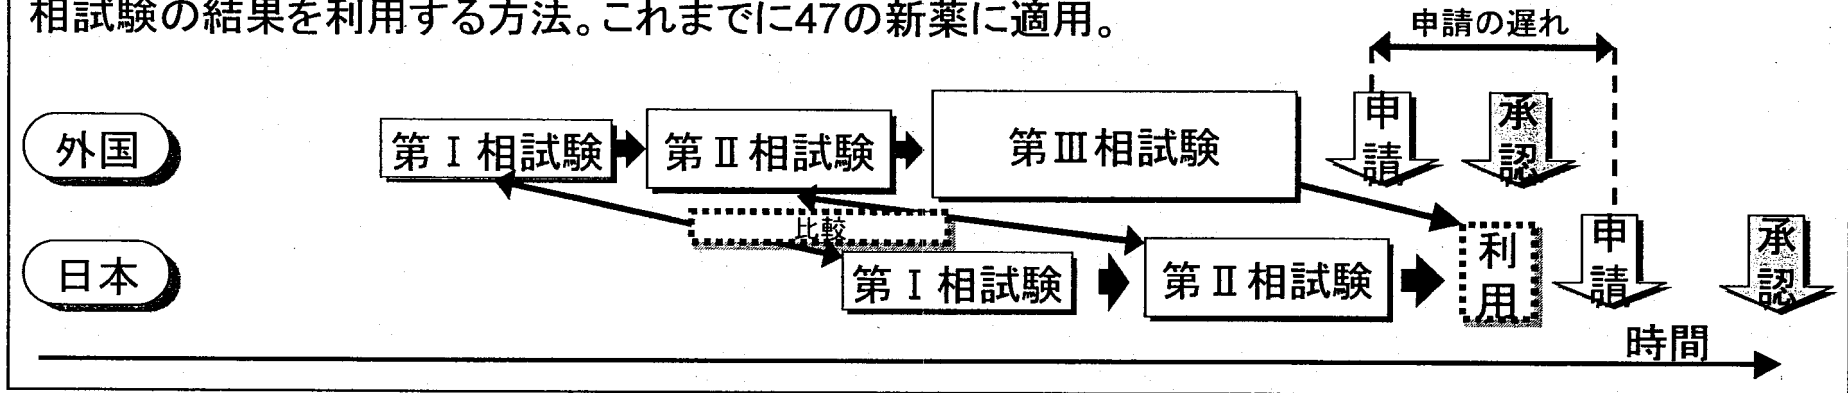 相試験の結果を利用する方法。これまでに47の新薬に適用。
申請の遅れ
外国
第Ⅰ相試験
第Ⅱ相試験
第Ⅲ相試験
申請
承認
比較
日本
第Ⅰ相試験
第Ⅱ相試験
利用
申請
承認
時間